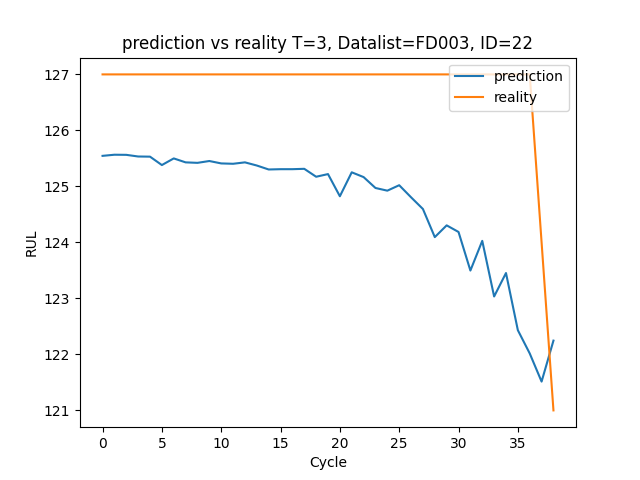 prediction vs reality T=3, Datalist=FD003, ID=22
127
126
125
124
123
122
121
RUL
prediction
reality
0 5 10 15 20 25 30 35
Cycle